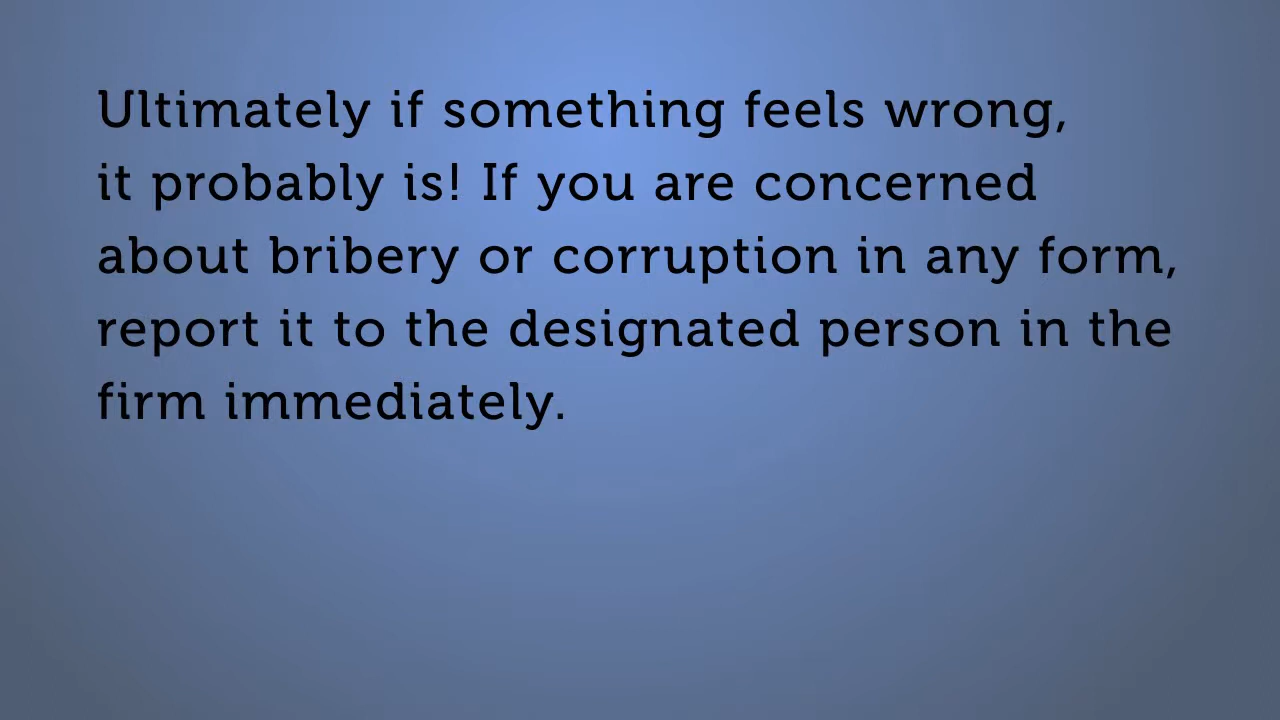 Ultimately if something feels wrong,
it probably is! If you are concerned
about bribery or corruption in any form,
report it to the designated person in the
firm immediately.